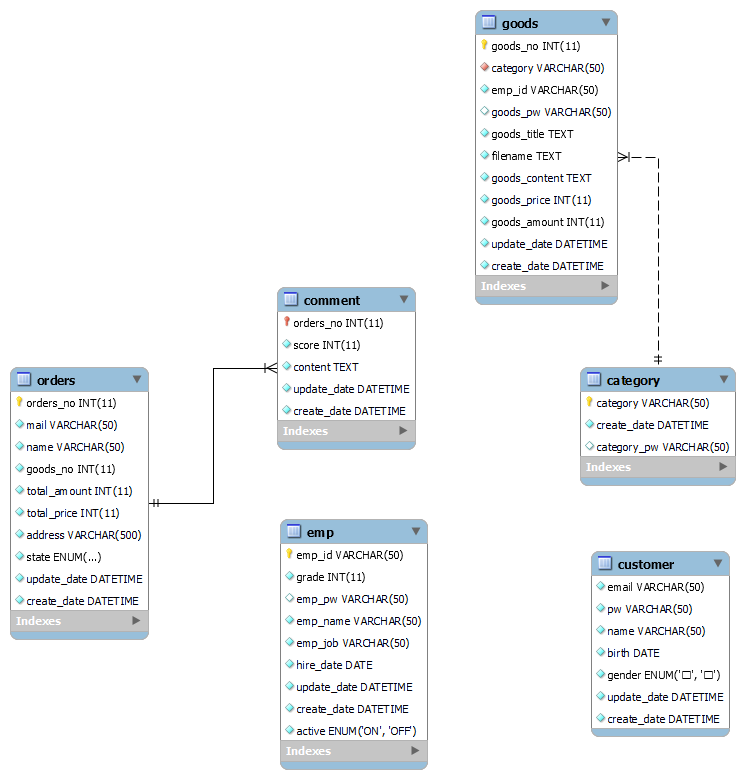 goods
goods_no INT(11)
category VARCHAR(50)
emp_id VARCHAR(50)
goods_pw VARCHAR(50)
goods_title TEXT
filename TEXT
goods_content TEXT
goods_price INT(11)
goods_amount INT(11)
update_date DATETIME
create_date DATETIME
Indexes
comment
orders_no INT(11)
score INT(11)
content TEXT
update_date DATETIME
create_date DATETIME
Indexes
orders
orders_no INT(11)
mail VARCHAR(50)
name VARCHAR(50)
goods_no INT(11)
total_amount INT(11)
total_price INT(11)
address VARCHAR(500)
state ENUM(...)
update_date DATETIME
create_date DATETIME
Indexes
category
category VARCHAR(50)
create_date DATETIME
category_pw VARCHAR(50)
Indexes
emp
emp_id VARCHAR(50)
grade INT(11)
emp_pw VARCHAR(50)
emp_name VARCHAR(50)
emp_job VARCHAR(50)
hire_date DATE
update_date DATETIME
create_date DATETIME
active ENUM('ON', 'OFF')
Indexes
customer
email VARCHAR(50)
pw VARCHAR(50)
name VARCHAR(50)
birth DATE
gender ENUM('□', '□')
update_date DATETIME
create_date DATETIME